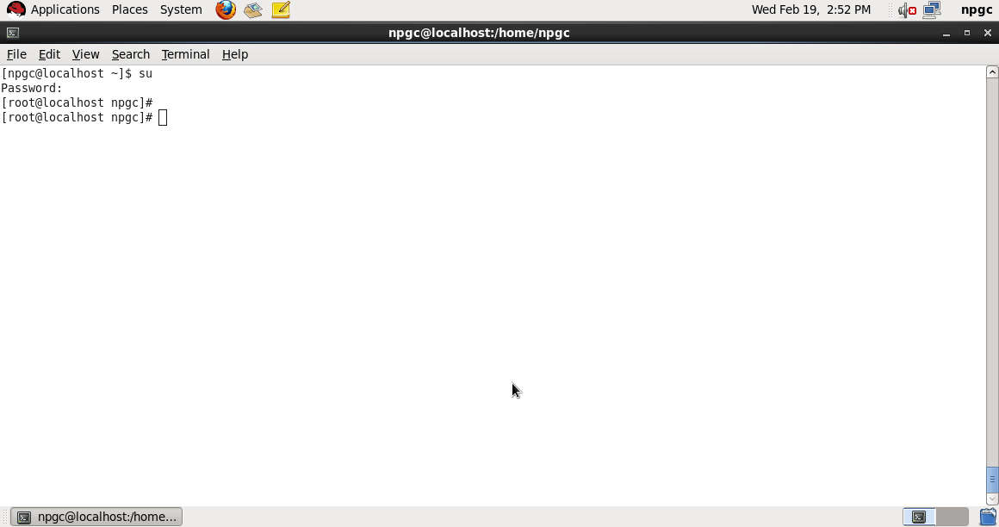 Applications Places System Wed Feb 19, 2:52 PM npgc
npgc@localhost:/home/npgc
File Edit View Search Terminal Help
[npgc@localhost ~]$ su
Password:
[root@localhost npgc]#
[root@localhost npgc]#
npgc@localhost:/home...